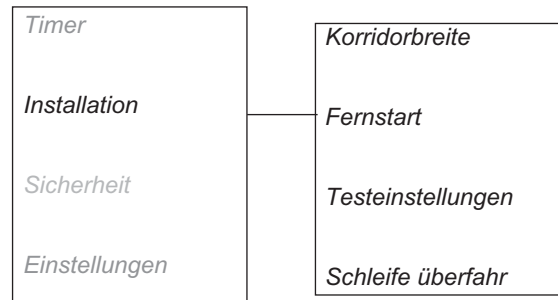 Timer
Installation
Sicherheit
Einstellungen
Korridorbreite
Fernstart
Testeinstellungen
Schleife überfahr